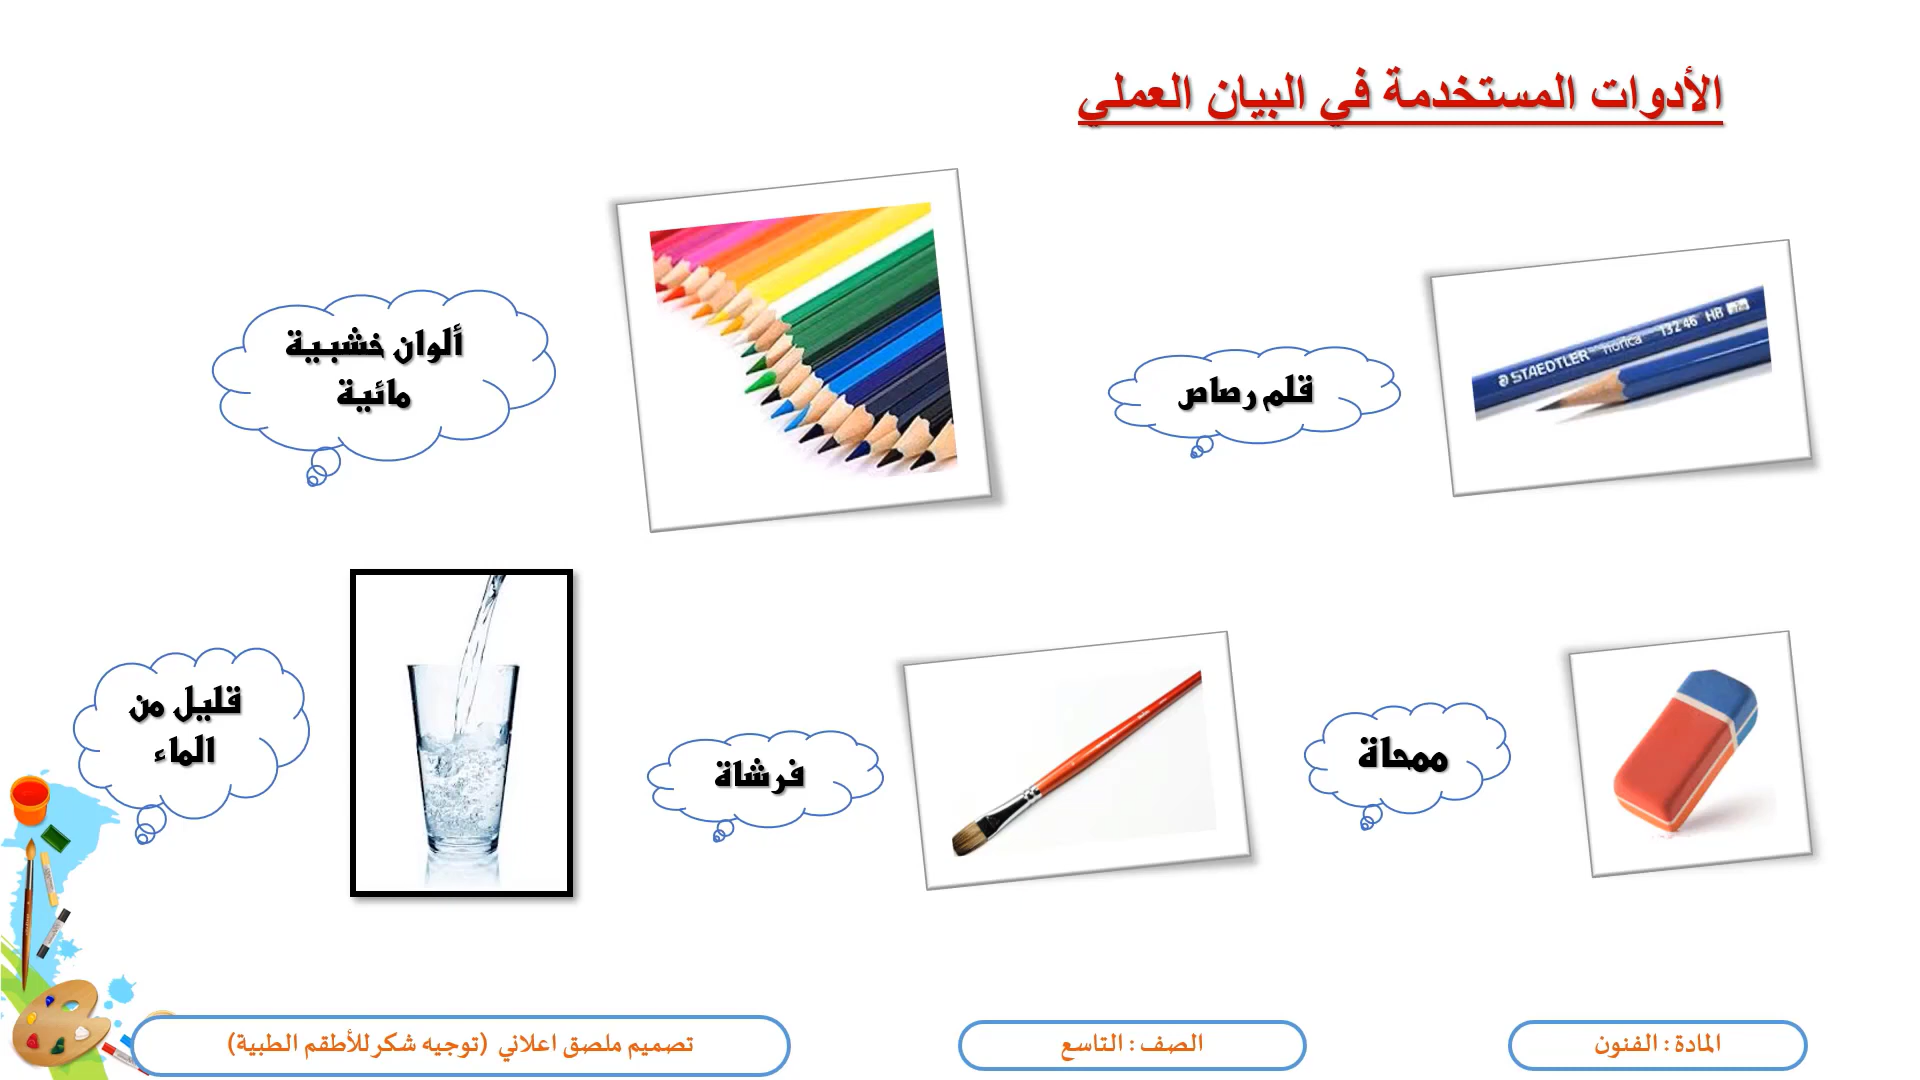 الأدوات المستخدمة في البيان العملي
STAEDTLER norica 132 46 HB
قلم رصاص
ألوان خشبية
مائية
ممحاة
فرشاة
قليل من
الماء
المادة : الفنون
الصف : التاسع
تصميم ملصق اعلاني (توجيه شكر للأطقم الطبية)